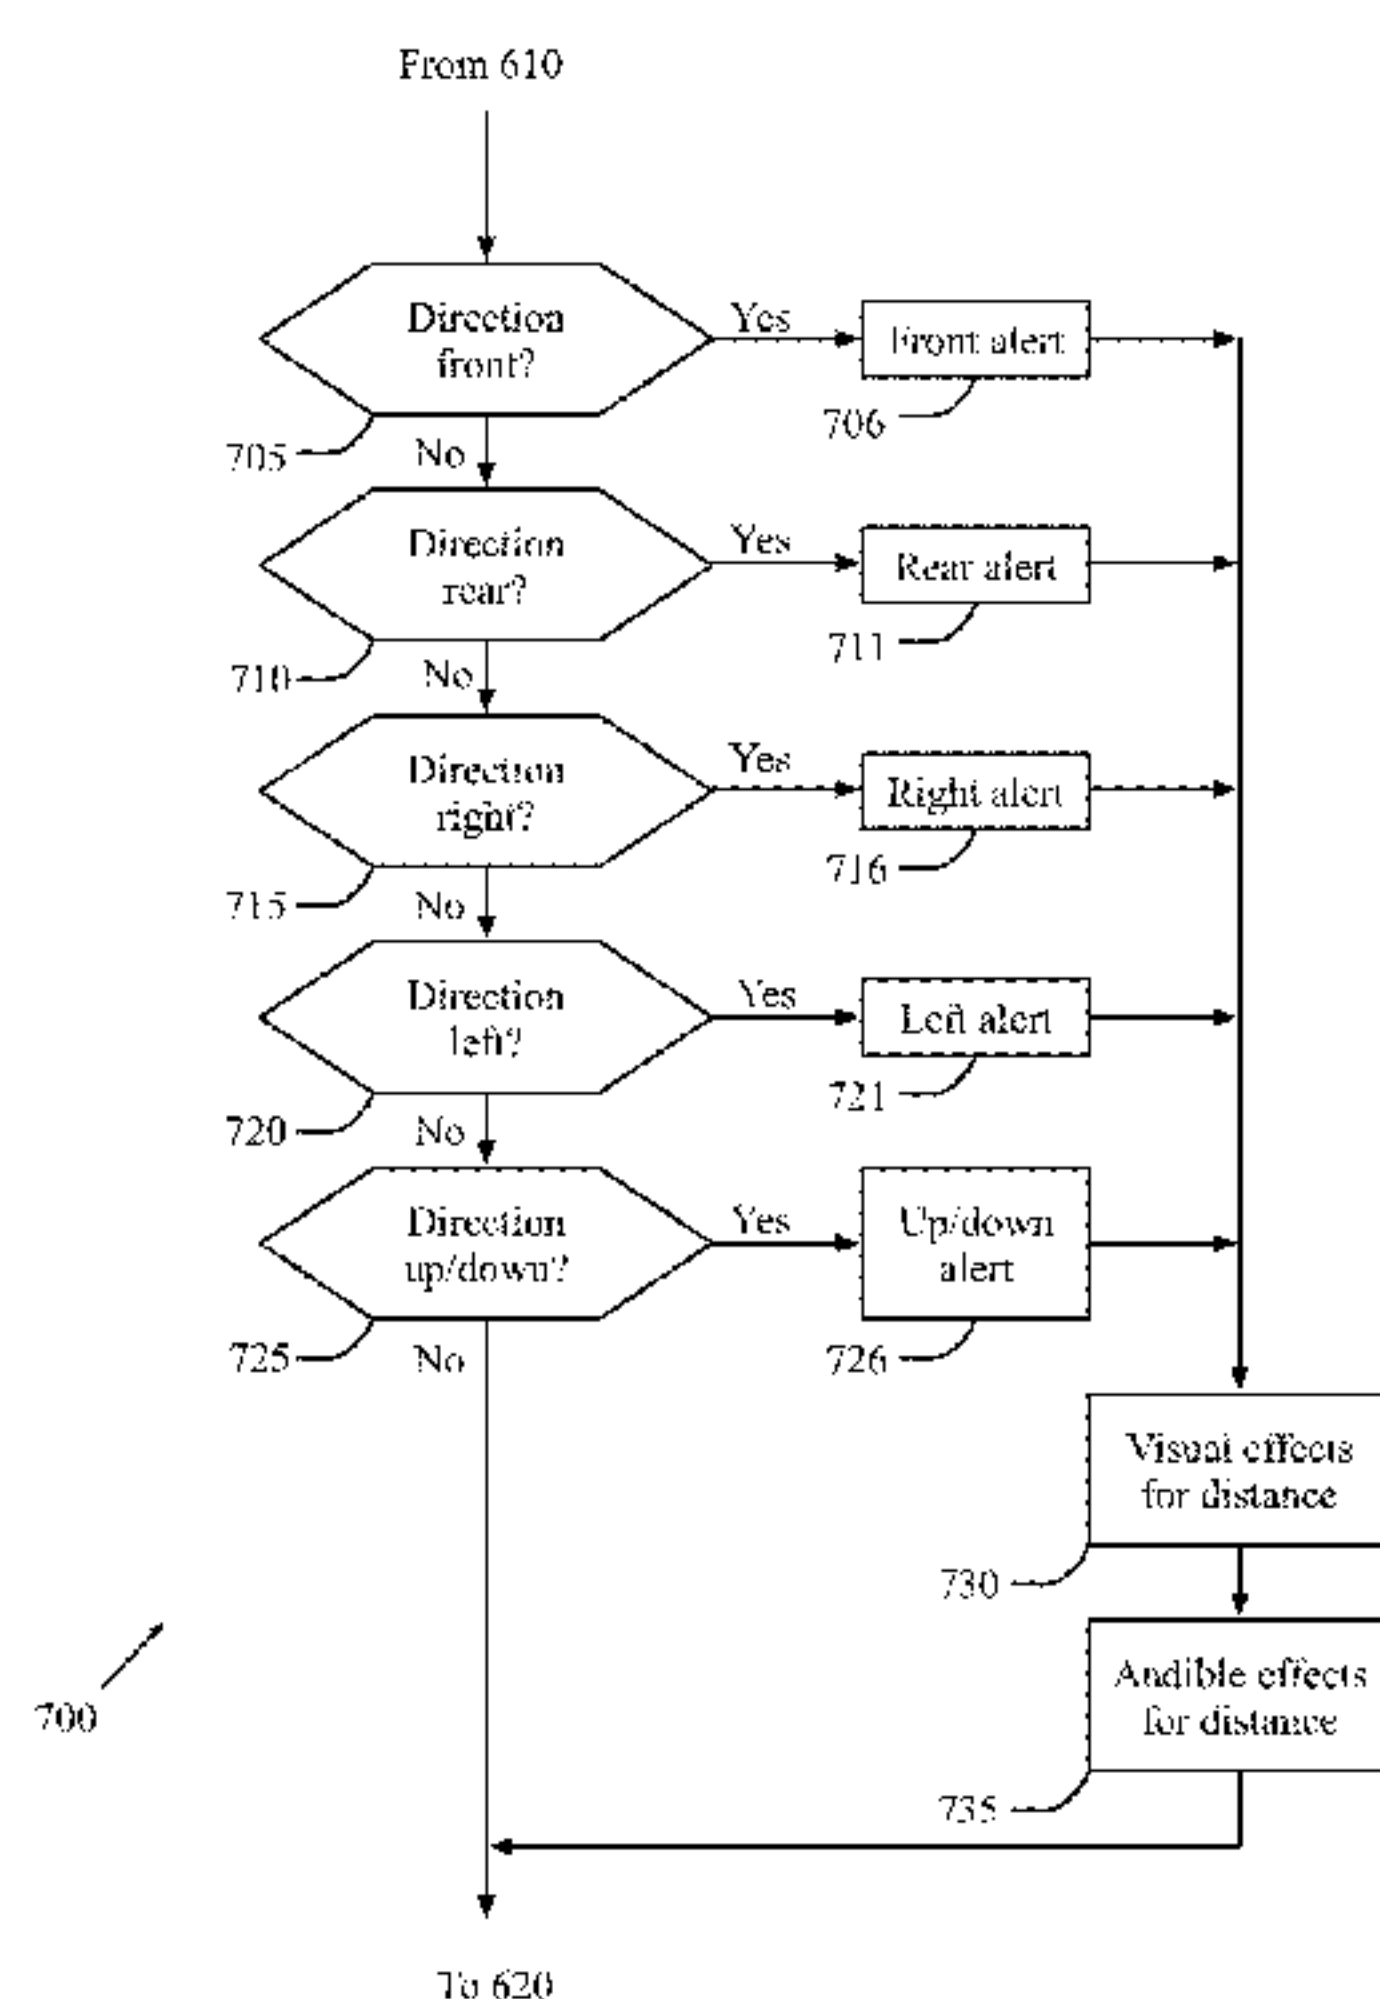 From 610
Direction
front?
Yes
Front alert
706
705
No
Direction
rear?
Yes
Rear alert
711
710
No
Direction
right?
Yes
Right alert
716
715
No
Direction
left?
Yes
Left alert
721
720
No
Direction
up/down?
Yes
Up/down
alert
725
No
726
Visual effects
for distance
730
Audible effects
for distance
700
735
To 620